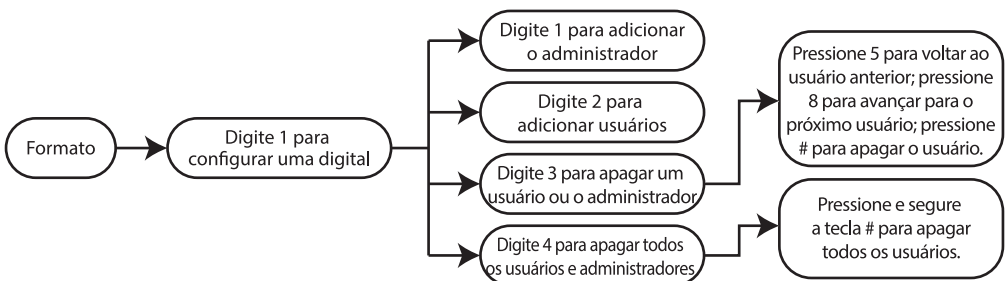 Formato
Digite 1 para
configurar uma digital
Digite 1 para adicionar
o administrador
Digite 2 para
adicionar usuários
Digite 3 para apagar um
usuário ou o administrador
Digite 4 para apagar todos
os usuários e administradores
Pressione 5 para voltar ao
usuário anterior; pressione
8 para avançar para o
próximo usuário; pressione
# para apagar o usuário.
Pressione e segure
a tecla # para apagar
todos os usuários.